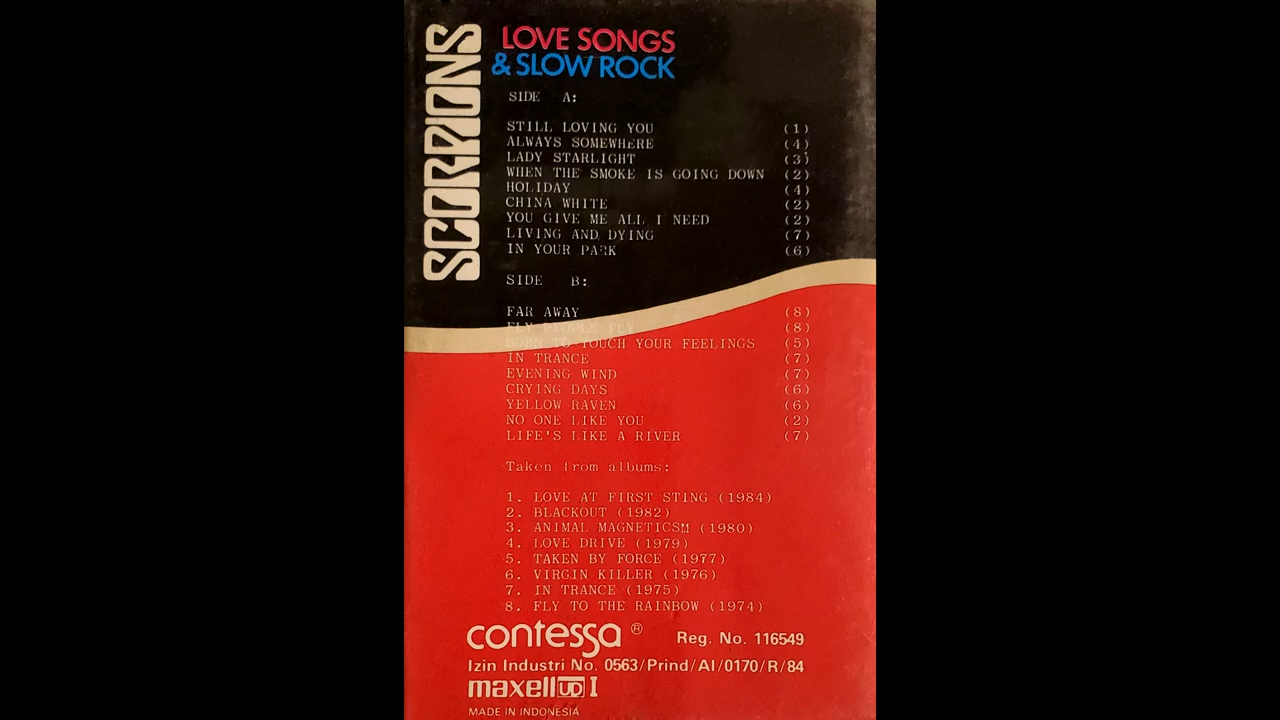 SCORPIONS
LOVE SONGS
& SLOW ROCK
SIDE A:
STILL LOVING YOU (1)
ALWAYS SOMEWHERE (4)
LADY STARLIGHT (3)
WHEN THE SMOKE IS GOING DOWN (2)
HOLIDAY (4)
CHINA WHITE (2)
YOU GIVE ME ALL I NEED (2)
LIVING AND DYING (7)
IN YOUR PARK (6)
SIDE B:
FAR AWAY (8)
FLY PEOPLE FLY (8)
BORN TO TOUCH YOUR FEELINGS (5)
IN TRANCE (7)
EVENING WIND (7)
CRYING DAYS (6)
YELLOW RAVEN (6)
NO ONE LIKE YOU (2)
LIFE'S LIKE A RIVER (7)
Taken from albums:
1. LOVE AT FIRST STING (1984)
2. BLACKOUT (1982)
3. ANIMAL MAGNETICSM (1980)
4. LOVE DRIVE (1979)
5. TAKEN BY FORCE (1977)
6. VIRGIN KILLER (1976)
7. IN TRANCE (1975)
8. FLY TO THE RAINBOW (1974)
contessa ® Reg. No. 116549
Izin Industri No. 0563/Prind/AI/0170/R/84
maxell UD I
MADE IN INDONESIA